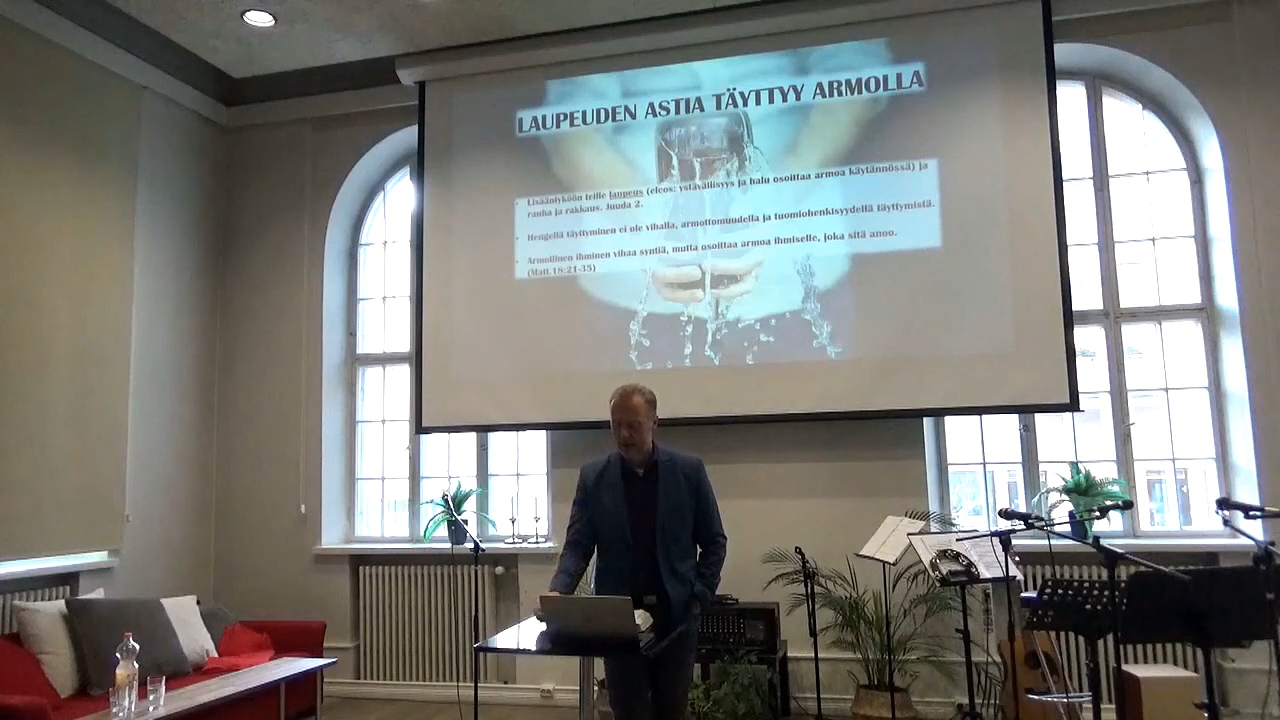 LAUPEUDEN ASTIA TÄYTTYY ARMOLLA
• Lisääntyköön teille laupeus (eleos: ystävällisyys ja halu osoittaa armoa käytännössä) ja
rauha ja rakkaus. Juuda 2.
• Hengellä täyttyminen ei ole vihalla, armottomuudella ja tuomiohenkisyydellä täyttymistä.
• Armollinen ihminen vihaa syntiä, mutta osoittaa armoa ihmiselle, joka sitä anoo.
(Matt.18:21-35)